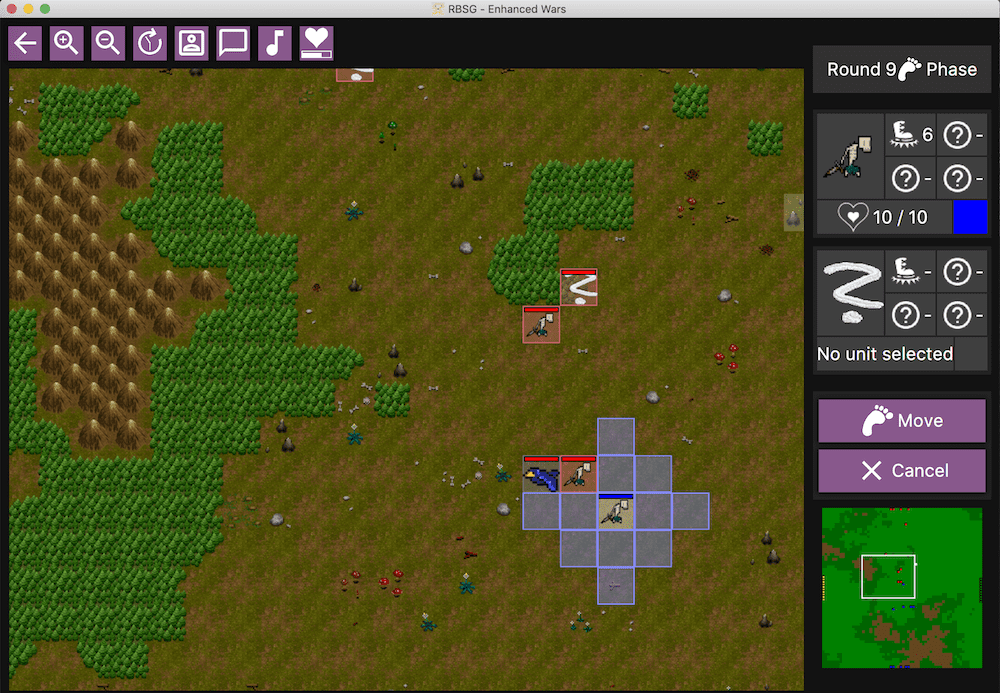 RBSG - Enhanced Wars
Round 9 Phase
6 -
- -
10 / 10
- -
- -
No unit selected
Move
Cancel